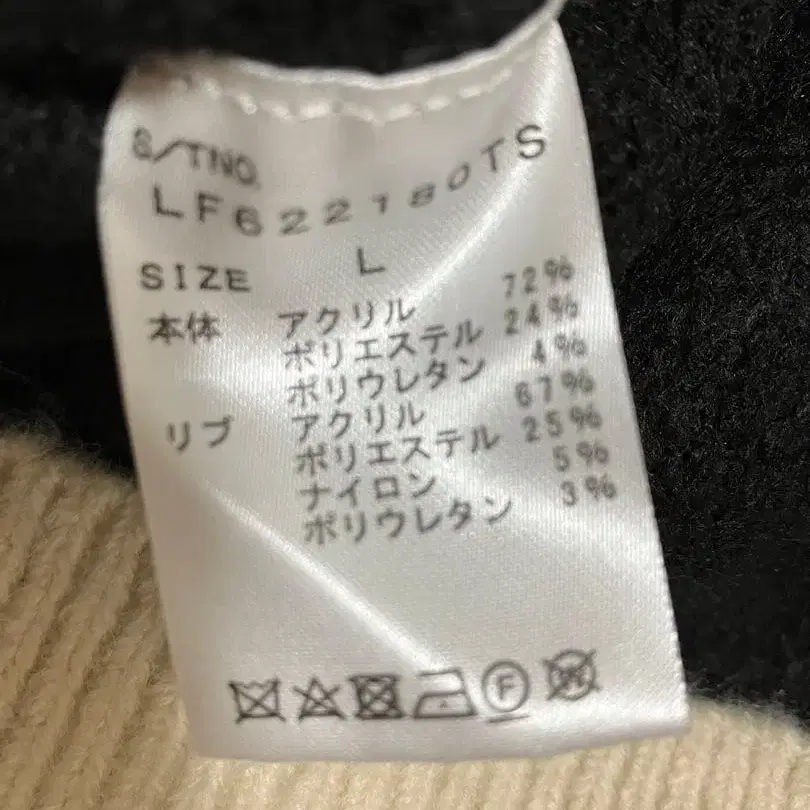 S/TNO.
LF622180TS
SIZE L
本体 アクリル 72%
ポリエステル 24%
ポリウレタン 4%
リブ アクリル 67%
ポリエステル 25%
ナイロン 5%
ポリウレタン 3%
F W